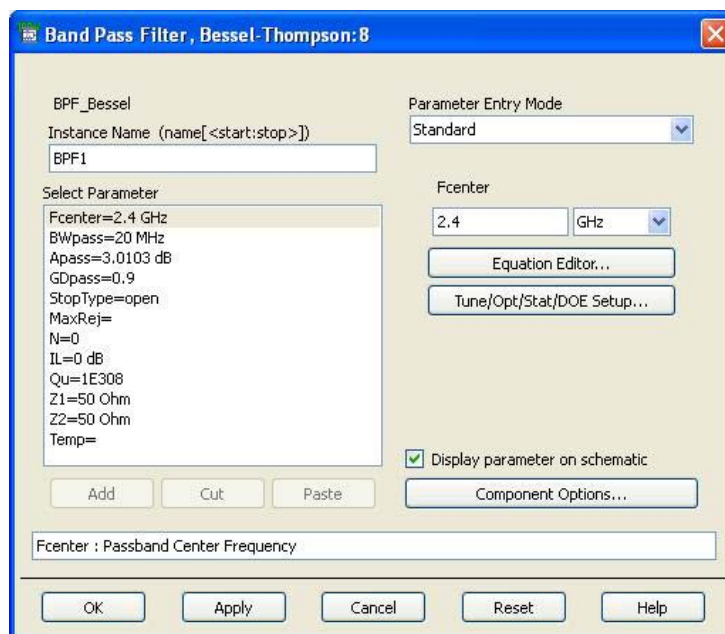 Band Pass Filter, Bessel-Thompson:8
BPF_Bessel
Instance Name (name[<start:stop>])
BPF1
Select Parameter
Fcenter=2.4 GHz
BWpass=20 MHz
Apass=3.0103 dB
GDpass=0.9
StopType=open
MaxRej=
N=0
IL=0 dB
Qu=1E308
Z1=50 Ohm
Z2=50 Ohm
Temp=
Add Cut Paste
Parameter Entry Mode
Standard
Fcenter
2.4 GHz
Equation Editor...
Tune/Opt/Stat/DOE Setup...
Display parameter on schematic
Component Options...
Fcenter : Passband Center Frequency
OK Apply Cancel Reset Help